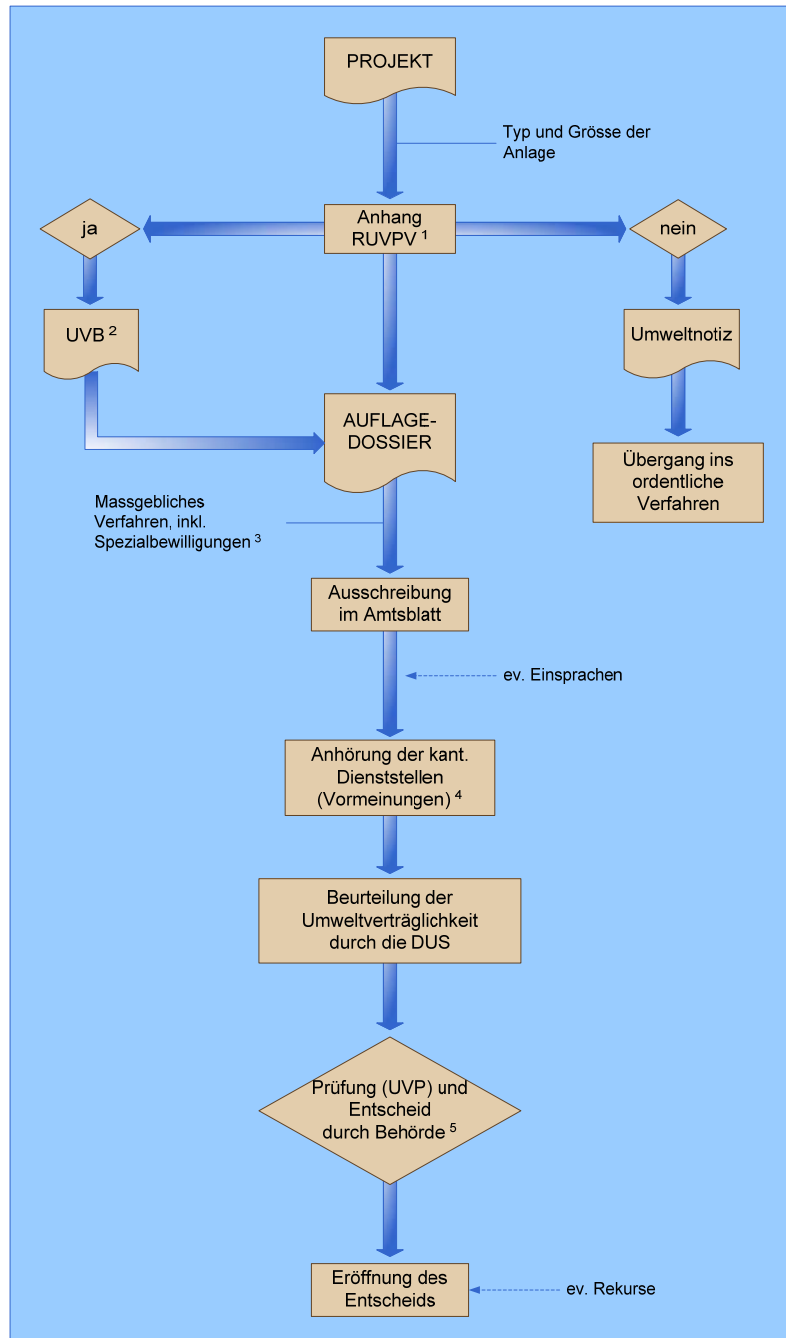 PROJEKT
Typ und Grösse der
Anlage
ja
Anhang
RUVPV ¹
nein
UVB ²
Umweltnotiz
AUFLAGE-
DOSSIER
Übergang ins
ordentliche
Verfahren
Massgebliches
Verfahren, inkl.
Spezialbewilligungen ³
Ausschreibung
im Amtsblatt
ev. Einsprachen
Anhörung der kant.
Dienststellen
(Vormeinungen) ⁴
Beurteilung der
Umweltverträglichkeit
durch die DUS
Prüfung (UVP) und
Entscheid
durch Behörde ⁵
Eröffnung des
Entscheids
ev. Rekurse